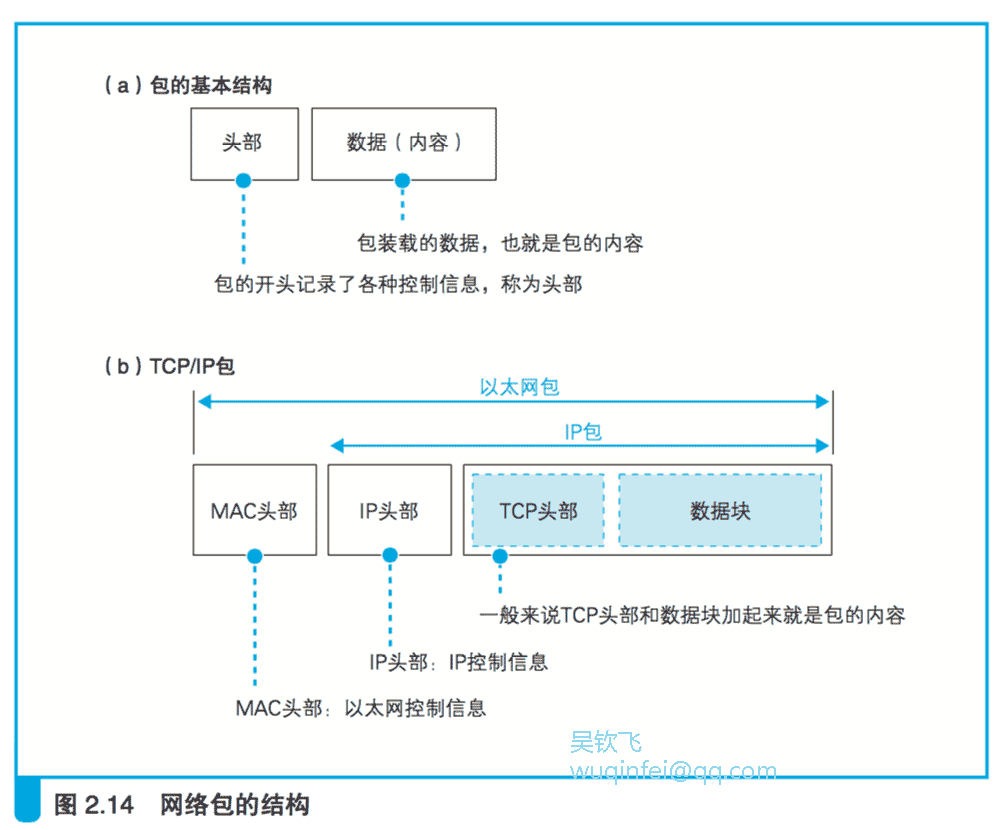 （a）包的基本结构
头部
数据（内容）
包装载的数据，也就是包的内容
包的开头记录了各种控制信息，称为头部
（b）TCP/IP包
以太网包
IP包
MAC头部
IP头部
TCP头部
数据块
一般来说TCP头部和数据块加起来就是包的内容
IP头部：IP控制信息
MAC头部：以太网控制信息
吴钦飞
wuqinfei@qq.com
图 2.14 网络包的结构